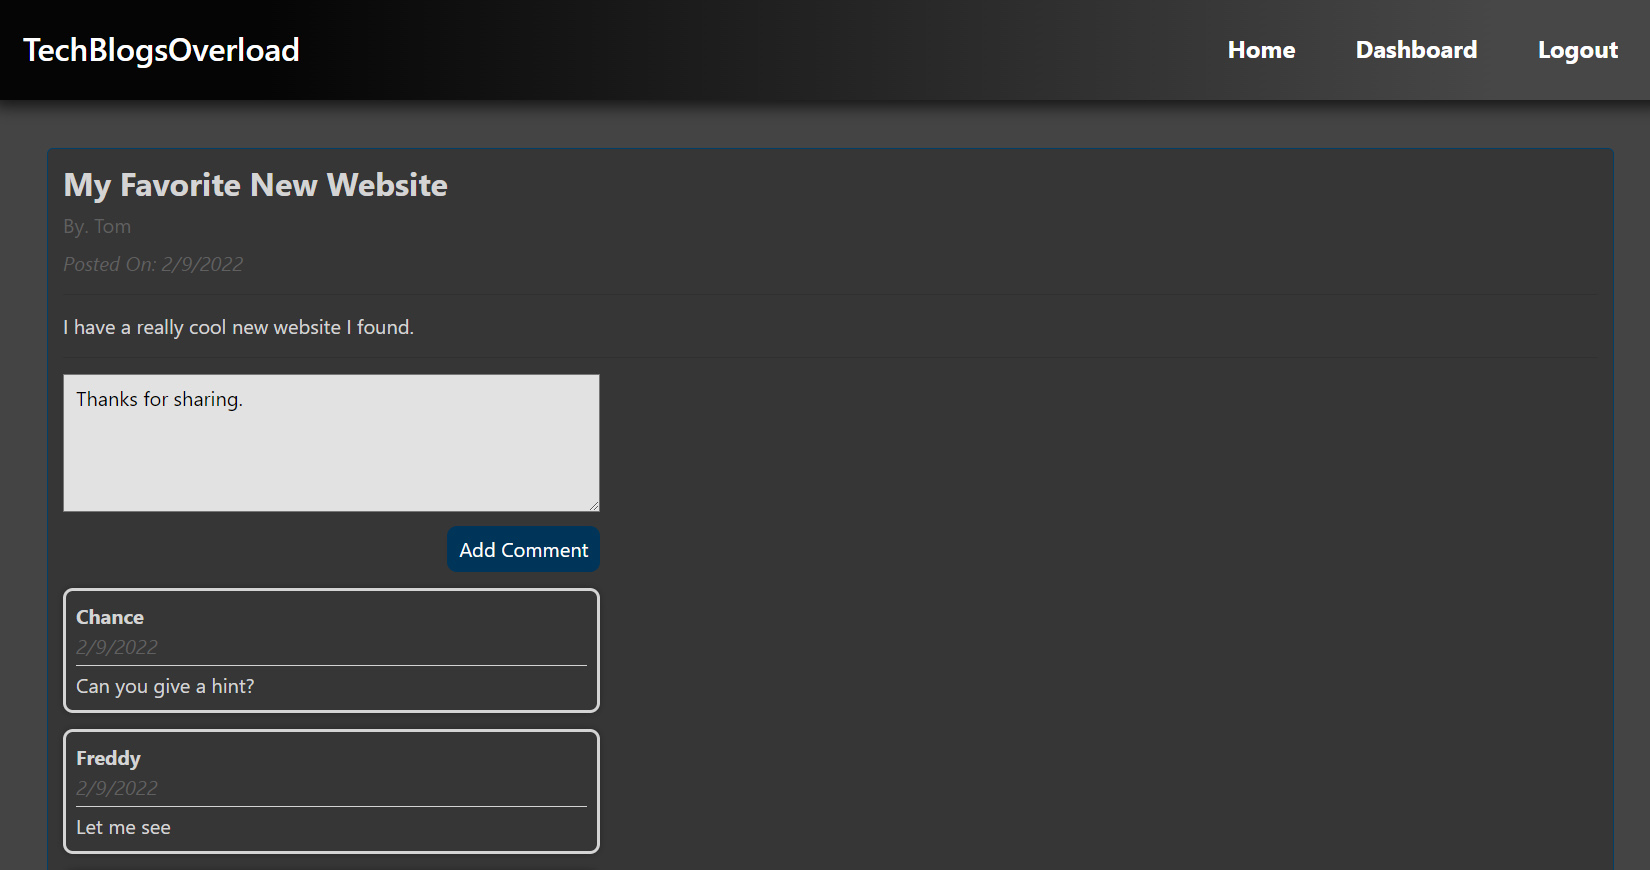 TechBlogsOverload
Home Dashboard Logout
My Favorite New Website
By. Tom
Posted On: 2/9/2022
I have a really cool new website I found.
Thanks for sharing.
Add Comment
Chance
2/9/2022
Can you give a hint?
Freddy
2/9/2022
Let me see